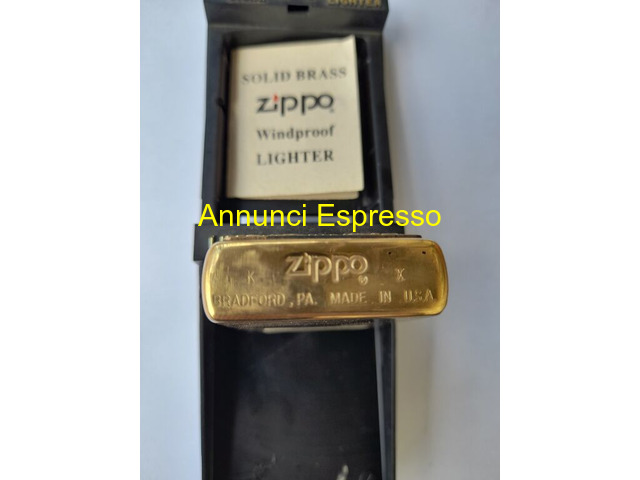 LIGHTER
SOLID BRASS
zippo
Windproof
LIGHTER
Annunci Espresso
K zippo ® X
BRADFORD, PA. MADE IN U.S.A